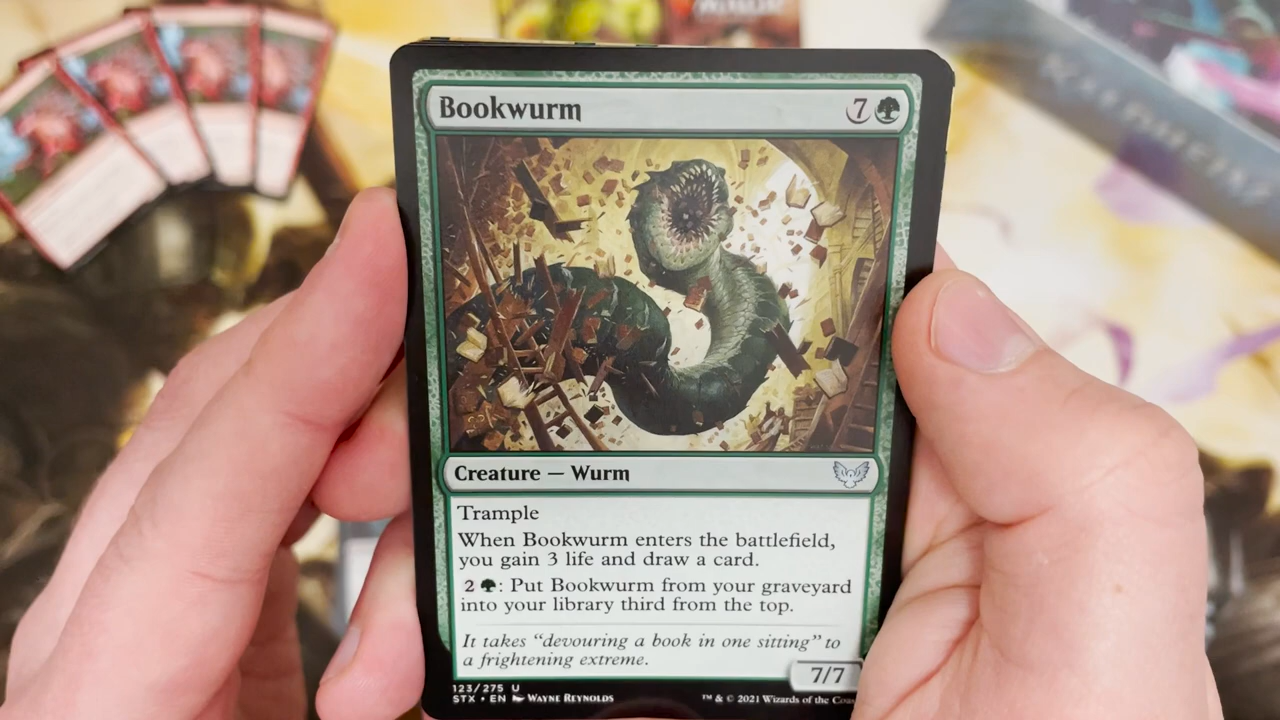 Bookwurm 7
Creature — Wurm
Trample
When Bookwurm enters the battlefield,
you gain 3 life and draw a card.
2 : Put Bookwurm from your graveyard
into your library third from the top.
It takes “devouring a book in one sitting” to
a frightening extreme.
7/7
123/275 U
STX • EN Wayne Reynolds
™ & © 2021 Wizards of the